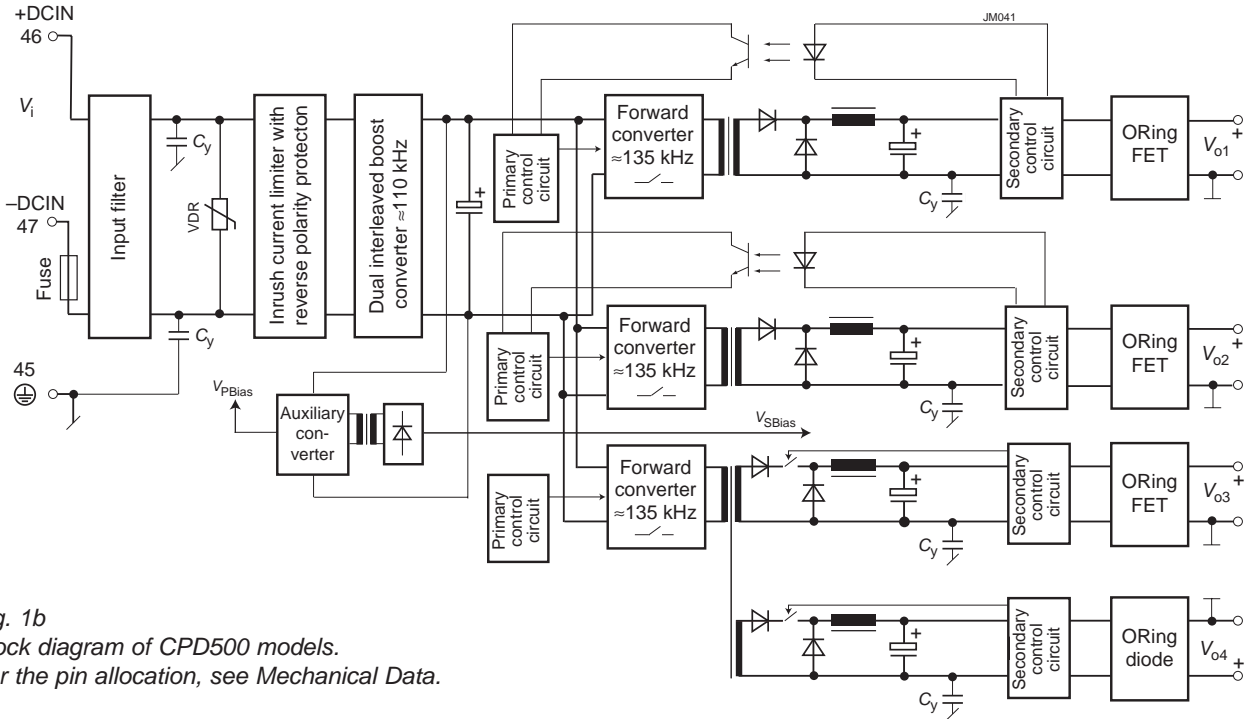 +DCIN
46
Vi
–DCIN
47
Fuse
45
Input filter
Cy
VDR
Cy
Inrush current limiter with
reverse polarity protecton
Dual interleaved boost
converter ≈110 kHz
+
VPBias
Auxiliary
con-
verter
VSBias
JM041
Primary
control
circuit
Forward
converter
≈135 kHz
+
Cy
Secondary
control
circuit
ORing
FET
Vo1
+
Primary
control
circuit
Forward
converter
≈135 kHz
+
Cy
Secondary
control
circuit
ORing
FET
Vo2
+
Primary
control
circuit
Forward
converter
≈135 kHz
+
Cy
Secondary
control
circuit
ORing
FET
Vo3
+
+
Cy
Secondary
control
circuit
ORing
diode
Vo4
+
g. 1b
ock diagram of CPD500 models.
r the pin allocation, see Mechanical Data.